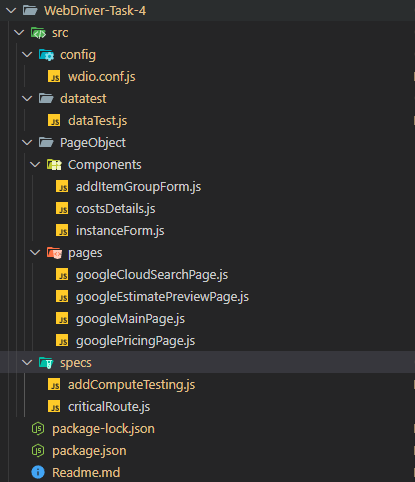 WebDriver-Task-4
src
config
JS wdio.conf.js
datatest
JS dataTest.js
PageObject
Components
JS addItemGroupForm.js
JS costsDetails.js
JS instanceForm.js
pages
JS googleCloudSearchPage.js
JS googleEstimatePreviewPage.js
JS googleMainPage.js
JS googlePricingPage.js
specs
JS addComputeTesting.js
JS criticalRoute.js
package-lock.json
package.json
Readme.md